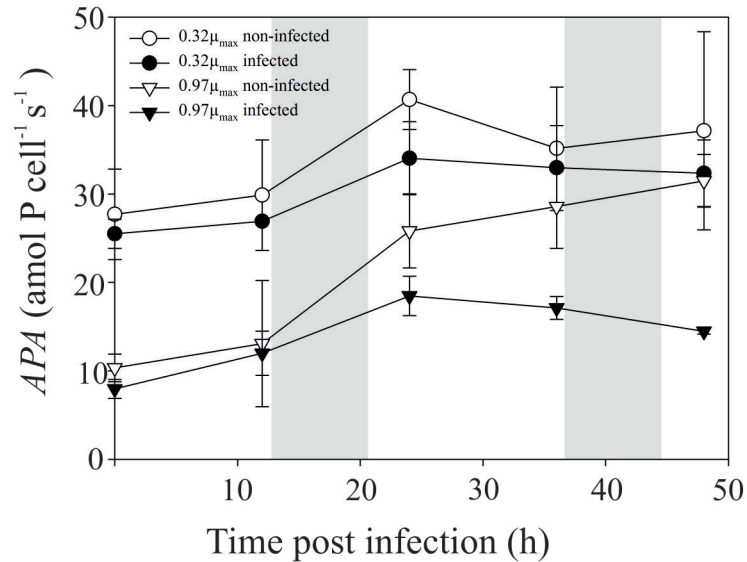 50
40
30
20
10
0
APA (amol P cell⁻¹ s⁻¹)
0.32μmax non-infected
0.32μmax infected
0.97μmax non-infected
0.97μmax infected
10 20 30 40 50
Time post infection (h)